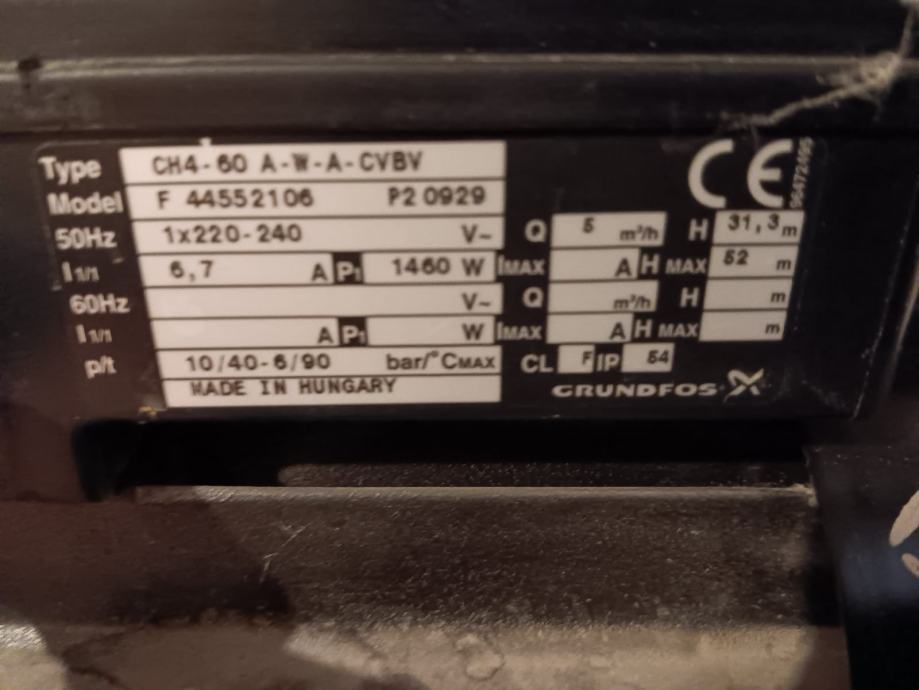 Type CH4-60 A-W-A-CVBV CE
Model F 44552106 P2 0929
50Hz 1x220-240 V~ Q 5 m³/h H 31,3 m
I 1/1 6,7 A P1 1460 W IMAX A H MAX 52 m
60Hz V~ Q m³/h H m
I 1/1 A P1 W IMAX A H MAX m
p/t 10/40-6/90 bar/°CMAX CL F IP 54
MADE IN HUNGARY GRUNDFOS